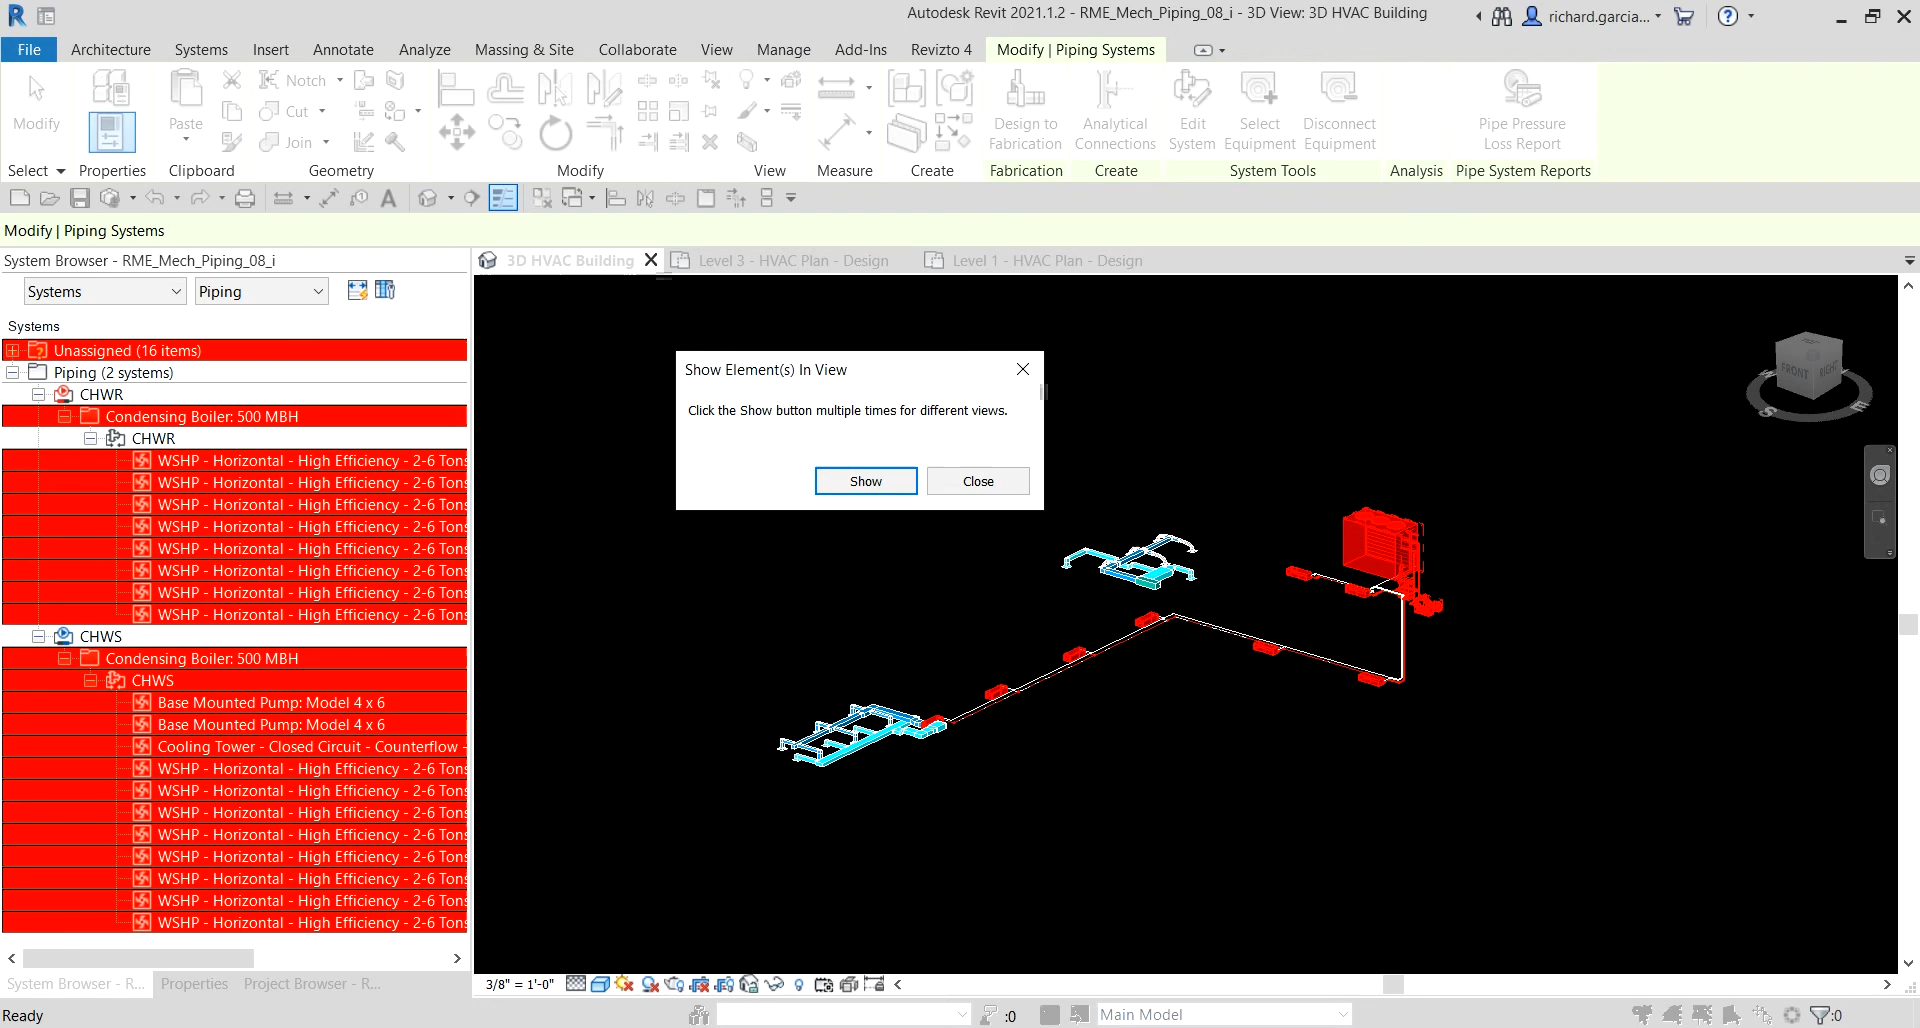 Autodesk Revit 2021.1.2 - RME_Mech_Piping_08_i - 3D View: 3D HVAC Building
richard.garcia...
File Architecture Systems Insert Annotate Analyze Massing & Site Collaborate View Manage Add-Ins Revizto 4 Modify | Piping Systems
Modify
Paste
Notch
Cut
Join
Design to Fabrication
Analytical Connections
Edit System
Select Equipment
Disconnect Equipment
Pipe Pressure Loss Report
Select Properties Clipboard Geometry Modify View Measure Create Fabrication Create System Tools Analysis Pipe System Reports
Modify | Piping Systems
System Browser - RME_Mech_Piping_08_i
3D HVAC Building
Level 3 - HVAC Plan - Design
Level 1 - HVAC Plan - Design
Systems Piping
Systems
Unassigned (16 items)
Piping (2 systems)
CHWR
Condensing Boiler: 500 MBH
CHWR
WSHP - Horizontal - High Efficiency - 2-6 Tons
WSHP - Horizontal - High Efficiency - 2-6 Tons
WSHP - Horizontal - High Efficiency - 2-6 Tons
WSHP - Horizontal - High Efficiency - 2-6 Tons
WSHP - Horizontal - High Efficiency - 2-6 Tons
WSHP - Horizontal - High Efficiency - 2-6 Tons
WSHP - Horizontal - High Efficiency - 2-6 Tons
WSHP - Horizontal - High Efficiency - 2-6 Tons
CHWS
Condensing Boiler: 500 MBH
CHWS
Base Mounted Pump: Model 4 x 6
Base Mounted Pump: Model 4 x 6
Cooling Tower - Closed Circuit - Counterflow -
WSHP - Horizontal - High Efficiency - 2-6 Tons
WSHP - Horizontal - High Efficiency - 2-6 Tons
WSHP - Horizontal - High Efficiency - 2-6 Tons
WSHP - Horizontal - High Efficiency - 2-6 Tons
WSHP - Horizontal - High Efficiency - 2-6 Tons
WSHP - Horizontal - High Efficiency - 2-6 Tons
WSHP - Horizontal - High Efficiency - 2-6 Tons
WSHP - Horizontal - High Efficiency - 2-6 Tons
Show Element(s) In View
Click the Show button multiple times for different views.
Show Close
FRONT RIGHT
S E
System Browser - R... Properties Project Browser - R...
3/8" = 1'-0"
Ready
:0
Main Model
:0